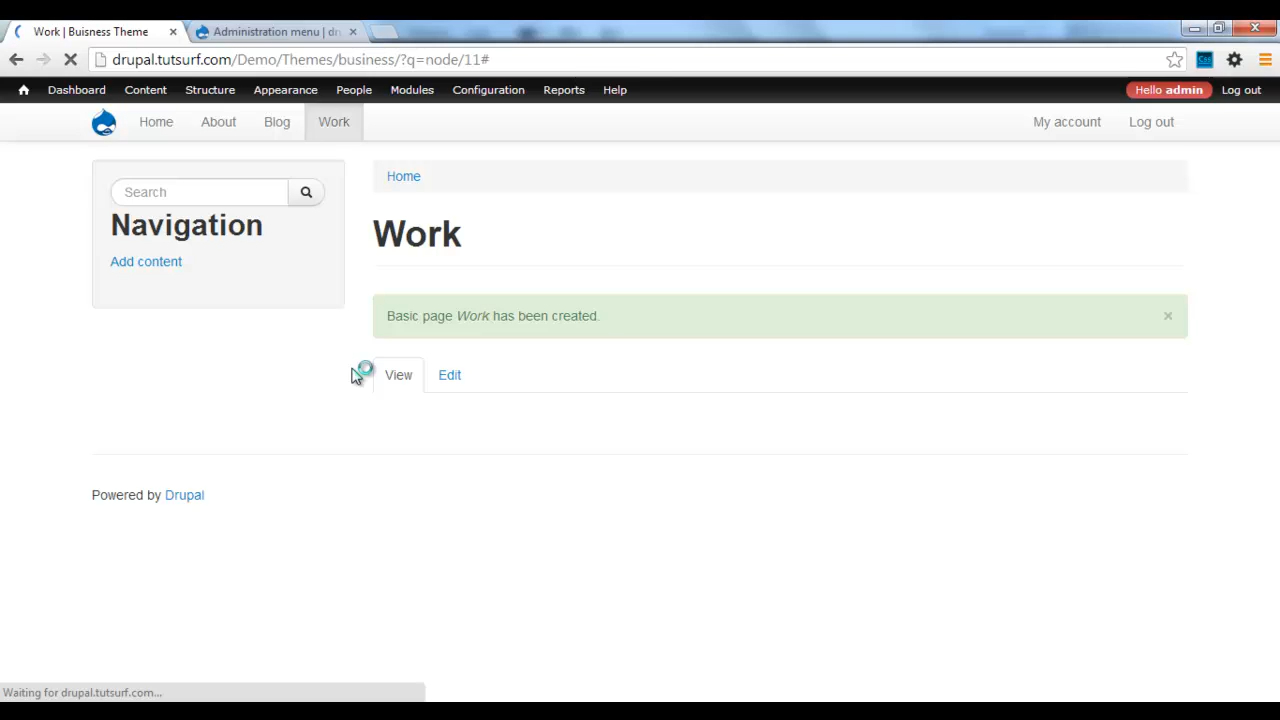 Work | Buisness Theme
Administration menu | dr
drupal.tutsurf.com/Demo/Themes/business/?q=node/11#
Dashboard Content Structure Appearance People Modules Configuration Reports Help Hello admin Log out
Home About Blog Work My account Log out
Search
Navigation
Add content
Home
Work
Basic page Work has been created.
View Edit
Powered by Drupal
Waiting for drupal.tutsurf.com...